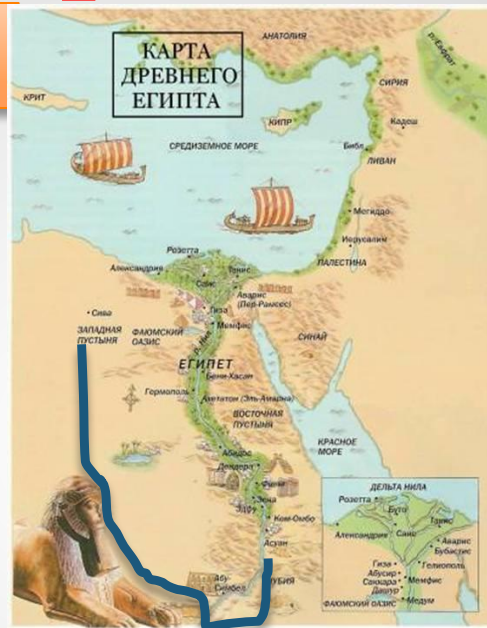 КАРТА
ДРЕВНЕГО
ЕГИПТА
АНАТОЛИЯ
р. Евфрат
КРИТ
СИРИЯ
КИПР
Кадеш
СРЕДИЗЕМНОЕ МОРЕ
Библ
ЛИВАН
Мегиддо
Иерусалим
Розетта
ПАЛЕСТИНА
Александрия
Танис
Саис
Аварис
(Пер-Рамсес)
Гиза
Сива
ЗАПАДНАЯ
ПУСТЫНЯ
ФАЮМСКИЙ
ОАЗИС
Мемфис
р. Нил
СИНАЙ
ЕГИПЕТ
Бени-Хасан
Гермополь
Ахетатон (Эль-Амарна)
ВОСТОЧНАЯ
ПУСТЫНЯ
КРАСНОЕ
МОРЕ
Абидос
Дендера
Фивы
Эсна
Эдфу
Ком-Омбо
Асуан
Абу-
Симбел
НУБИЯ
ДЕЛЬТА НИЛА
Розетта
Буто
Танис
Александрия
Саис
Аварис
Бубастис
Гиза
Гелиополь
Абусир
Саккара
Мемфис
Дашур
ФАЮМСКИЙ ОАЗИС
Медум